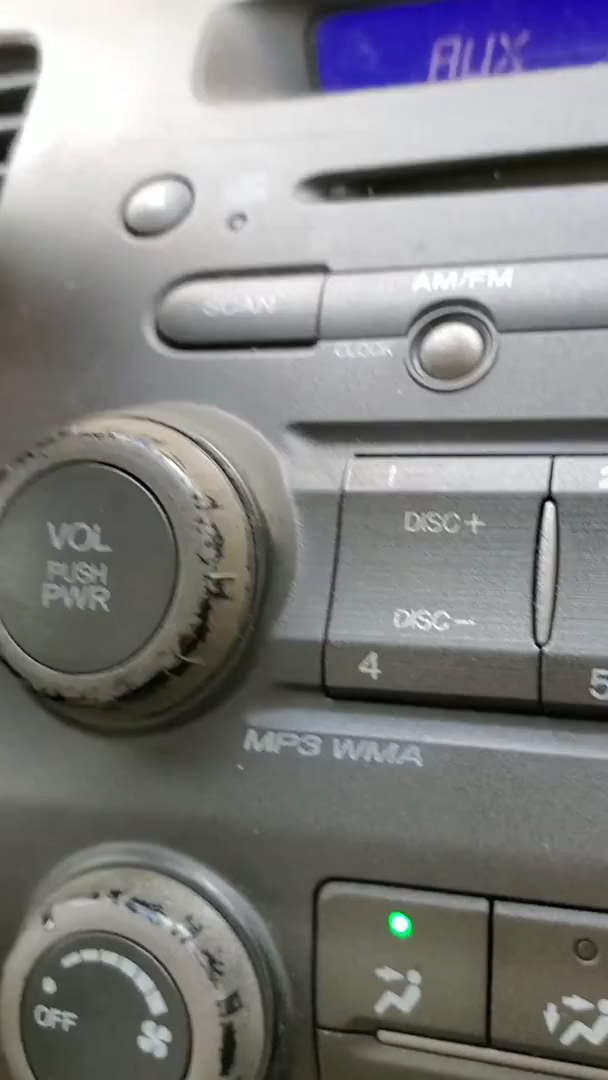 AUX
SCAN
AM/FM
CLOCK
1
2
DISC+
VOL
PUSH
PWR
DISC-
4
5
MP3 WMA
OFF